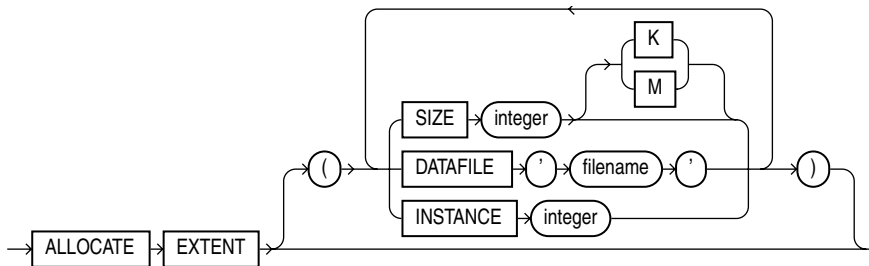 K
M
SIZE integer
( DATAFILE ' filename ' )
INSTANCE integer
ALLOCATE EXTENT